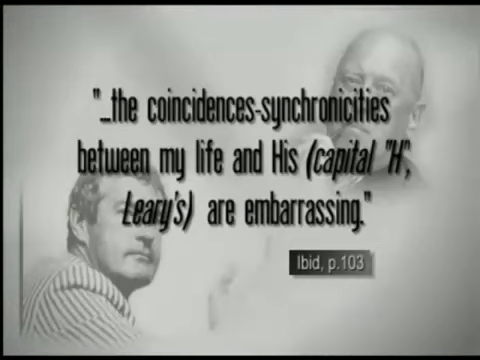 "...the coincidences-synchronicities
between my life and His (capital "H",
Leary's) are embarrassing."
Ibid, p.103